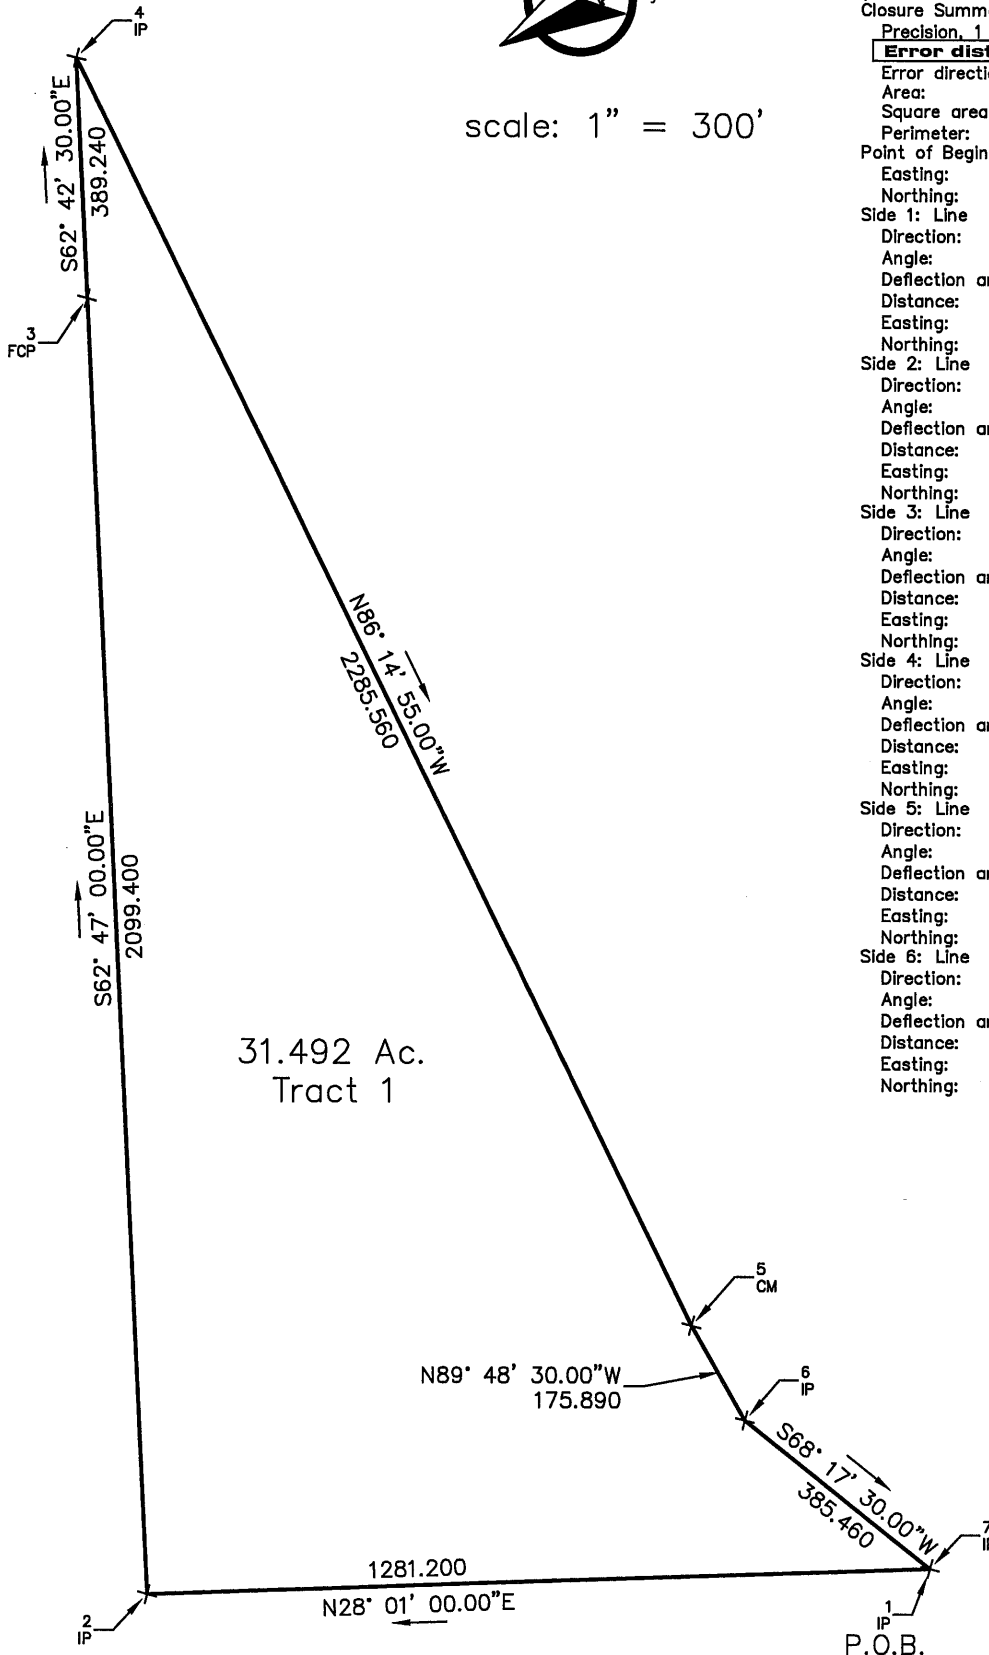 4
IP
scale: 1" = 300'
S62° 42' 30.00"E
389.240
3
FCP
N86° 14' 55.00"W
2285.560
S62° 47' 00.00"E
2099.400
31.492 Ac.
Tract 1
5
CM
N89° 48' 30.00"W
175.890
6
IP
S68° 17' 30.00"W
385.460
7
1281.200
N28° 01' 00.00"E
2
IP
1
IP
P.O.B.
Closure
Precision, 1
Error
Error
Area:
Square area
Perimeter:
Point of
Easting:
Northing:
Side 1: Line
Direction:
Angle:
Deflection
Distance:
Easting:
Northing:
Side 2: Line
Direction:
Angle:
Deflection
Distance:
Easting:
Northing:
Side 3: Line
Direction:
Angle:
Deflection
Distance:
Easting:
Northing:
Side 4: Line
Direction:
Angle:
Deflection
Distance:
Easting:
Northing:
Side 5: Line
Direction:
Angle:
Deflection
Distance:
Easting:
Northing:
Side 6: Line
Direction:
Angle:
Deflection
Distance:
Easting:
Northing: